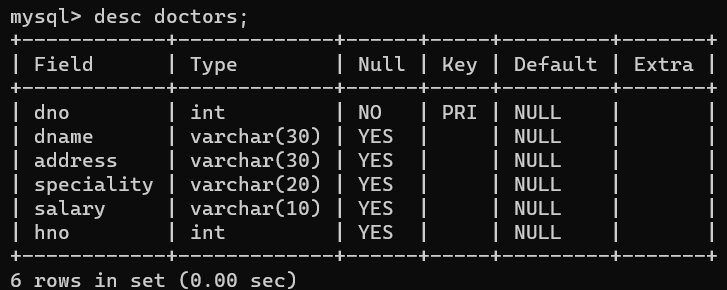 mysql> desc doctors;
+------------+-------------+------+-----+---------+-------+
| Field      | Type        | Null | Key | Default | Extra |
+------------+-------------+------+-----+---------+-------+
| dno        | int         | NO   | PRI | NULL    |       |
| dname      | varchar(30) | YES  |     | NULL    |       |
| address    | varchar(30) | YES  |     | NULL    |       |
| speciality | varchar(20) | YES  |     | NULL    |       |
| salary     | varchar(10) | YES  |     | NULL    |       |
| hno        | int         | YES  |     | NULL    |       |
+------------+-------------+------+-----+---------+-------+
6 rows in set (0.00 sec)